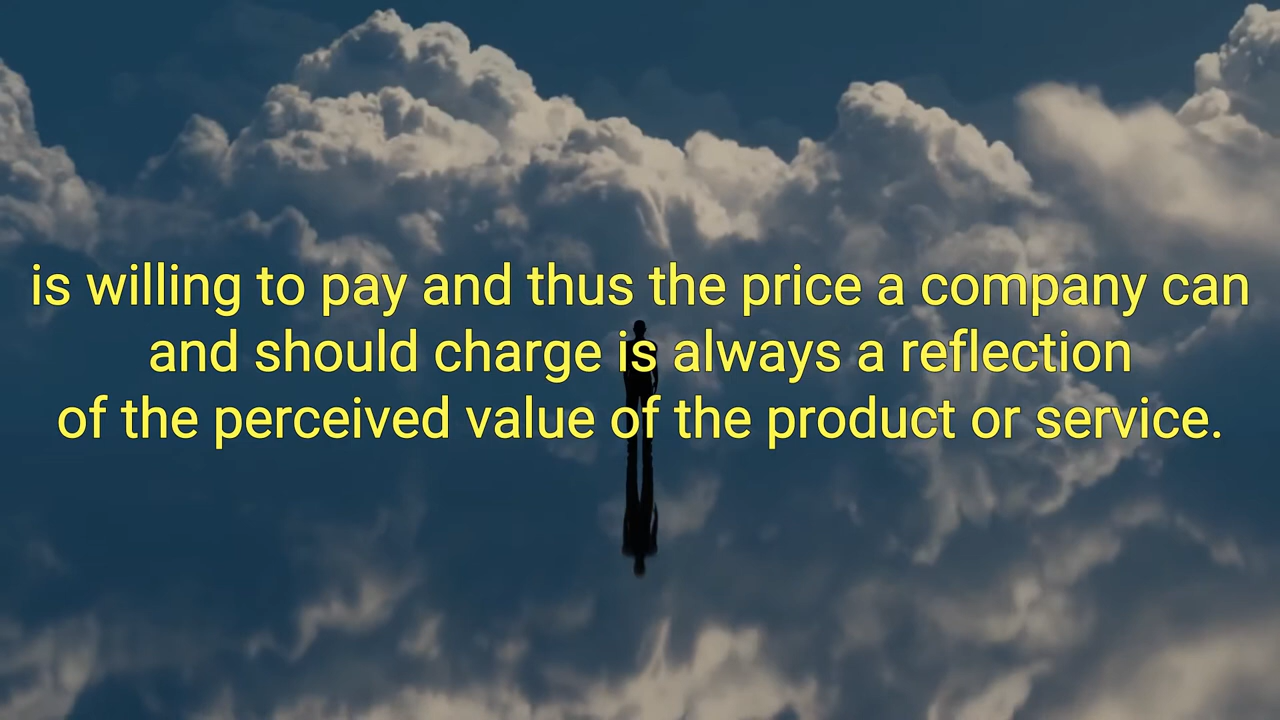 is willing to pay and thus the price a company can
and should charge is always a reflection
of the perceived value of the product or service.